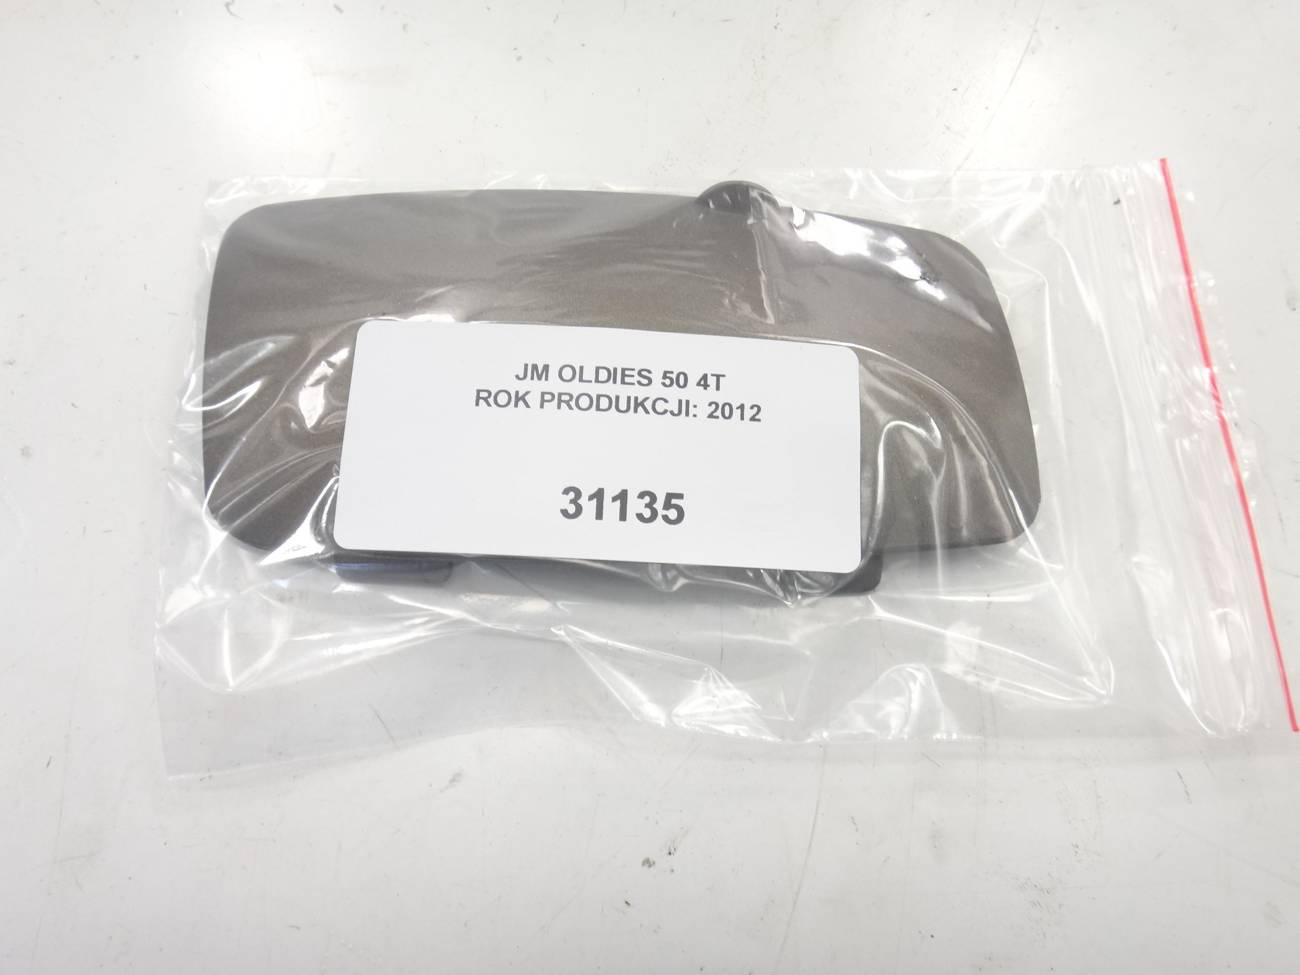 JM OLDIES 50 4T
ROK PRODUKCJI: 2012
31135